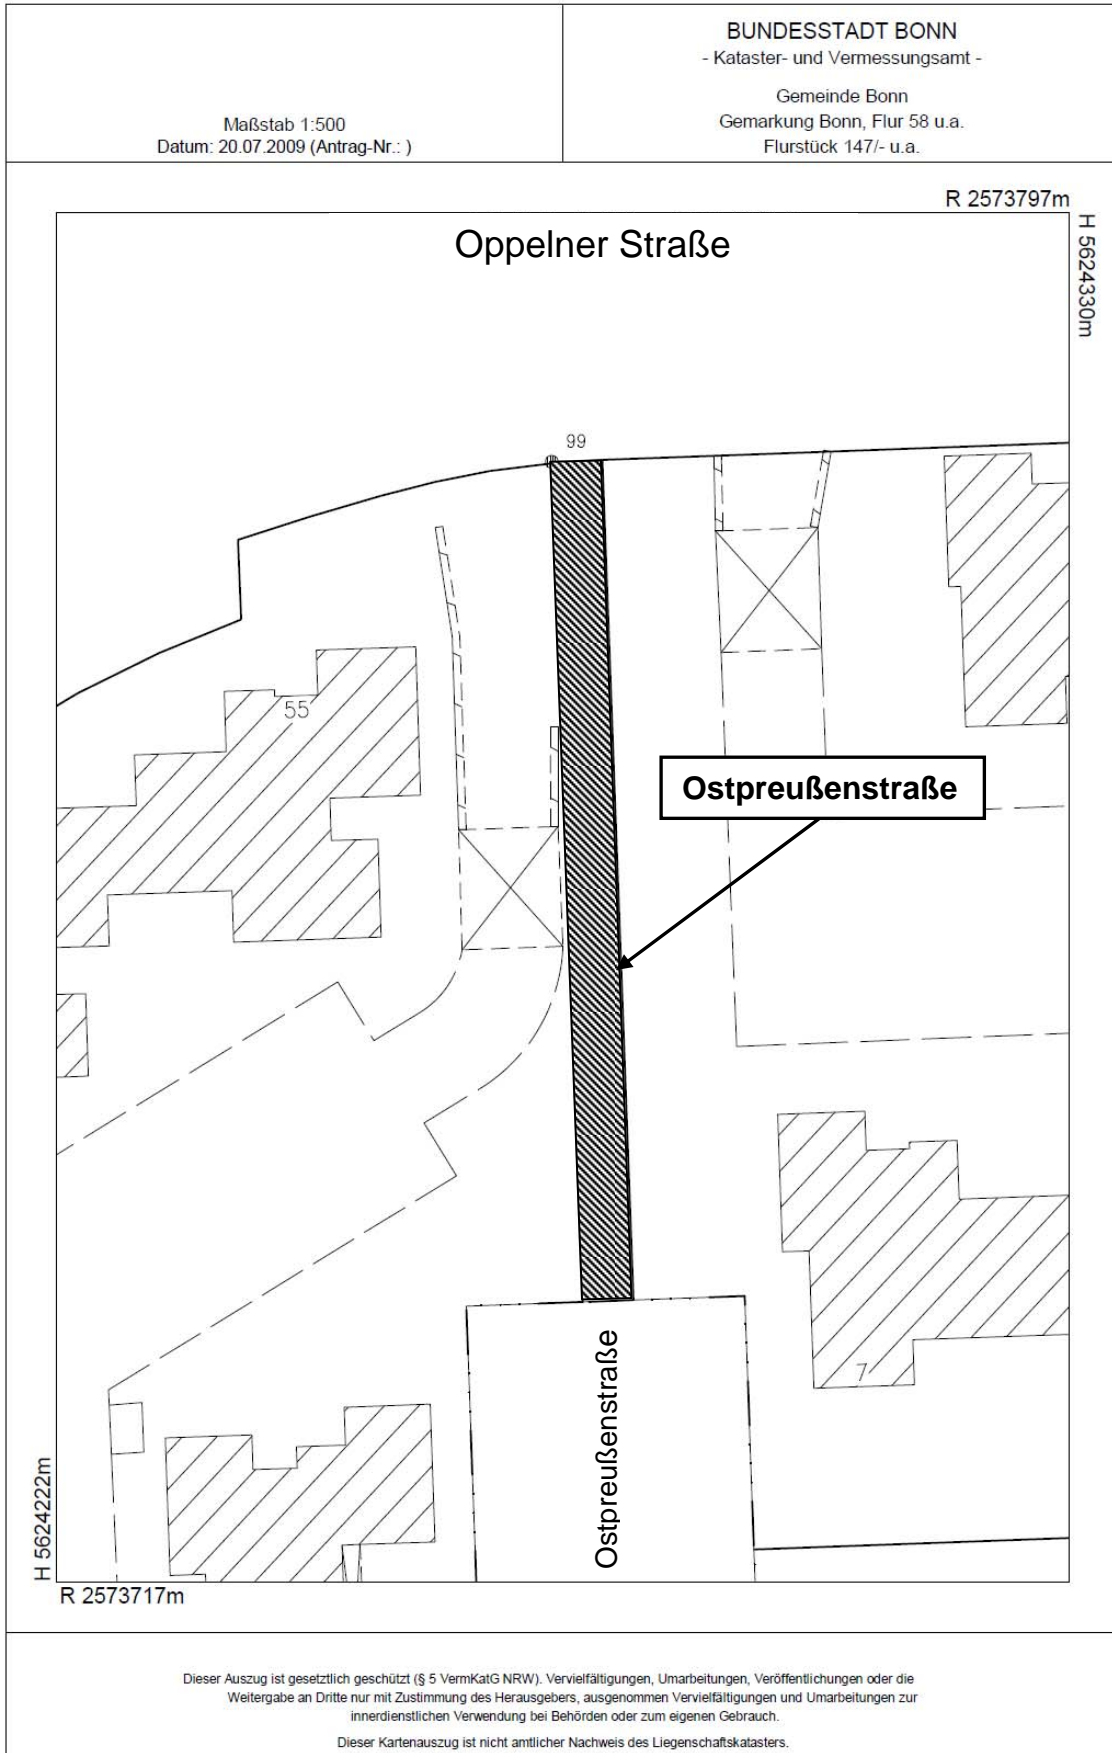 Maßstab 1:500
Datum: 20.07.2009 (Antrag-Nr.: )
BUNDESSTADT BONN
- Kataster- und Vermessungsamt -
Gemeinde Bonn
Gemarkung Bonn, Flur 58 u.a.
Flurstück 147/- u.a.
R 2573797m
H 5624330m
Oppelner Straße
99
55
Ostpreußenstraße
7
Ostpreußenstraße
H 5624222m
R 2573717m
Dieser Auszug ist gesetztlich geschützt (§ 5 VermKatG NRW). Vervielfältigungen, Umarbeitungen, Veröffentlichungen oder die
Weitergabe an Dritte nur mit Zustimmung des Herausgebers, ausgenommen Vervielfältigungen und Umarbeitungen zur
innerdienstlichen Verwendung bei Behörden oder zum eigenen Gebrauch.
Dieser Kartenauszug ist nicht amtlicher Nachweis des Liegenschaftskatasters.